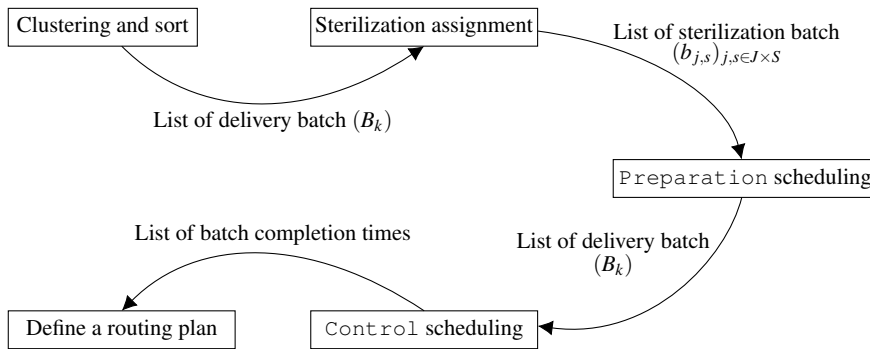 Clustering and sort
Sterilization assignment
List of sterilization batch
(b_{j,s})_{j,s∈J×S}
List of delivery batch (B_k)
Preparation scheduling
List of batch completion times
List of delivery batch
(B_k)
Define a routing plan
Control scheduling